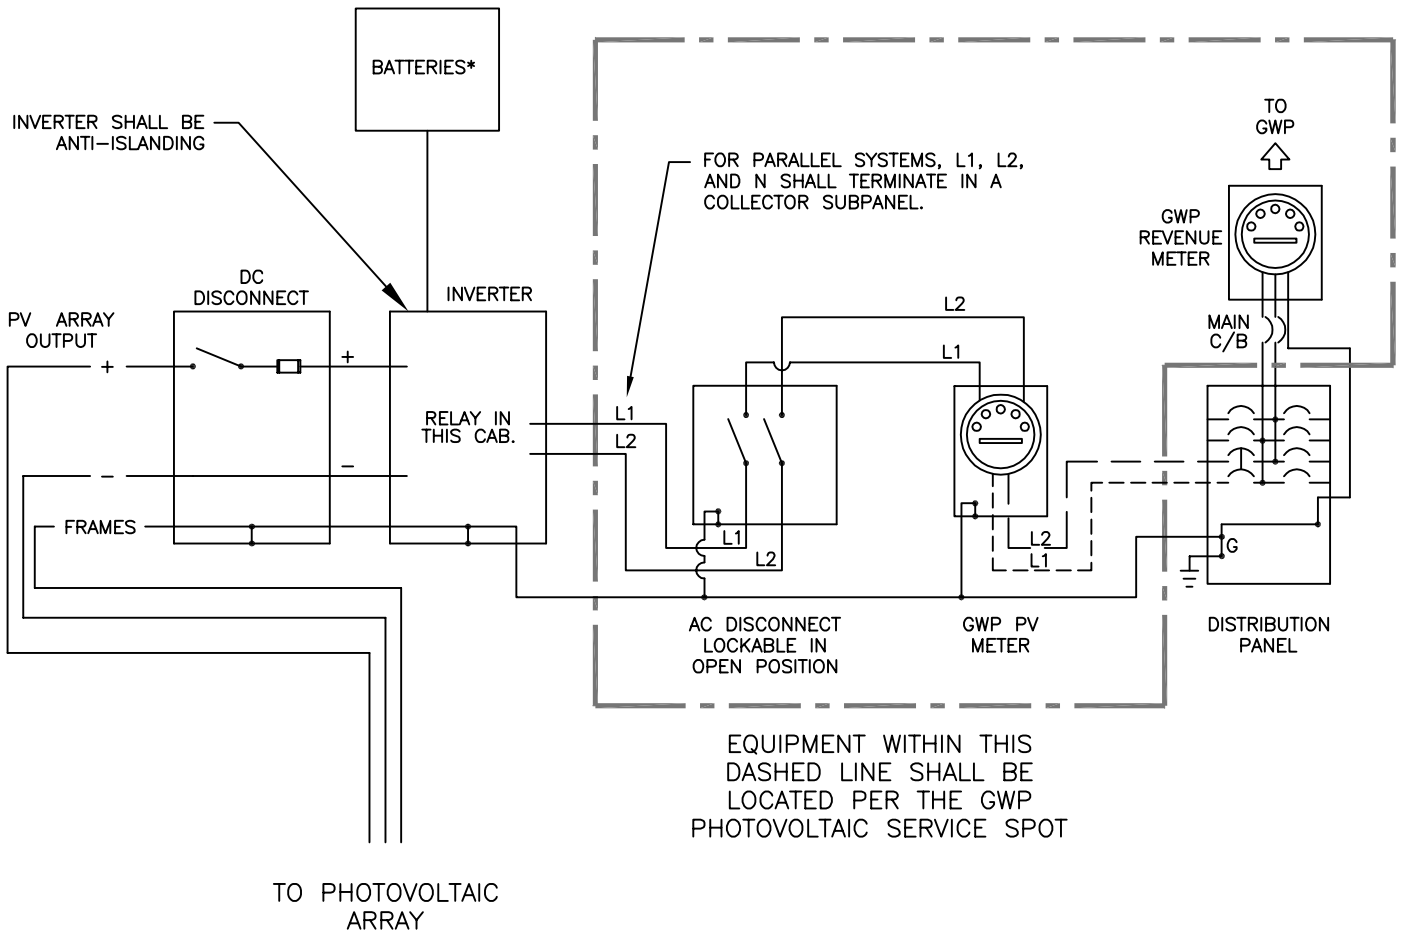 BATTERIES*
INVERTER SHALL BE
ANTI-ISLANDING
FOR PARALLEL SYSTEMS, L1, L2,
AND N SHALL TERMINATE IN A
COLLECTOR SUBPANEL.
TO
GWP
GWP
REVENUE
METER
DC
DISCONNECT
INVERTER
PV ARRAY
OUTPUT
+
+
L2
L1
MAIN
C/B
RELAY IN
THIS CAB.
L1
L2
-
-
FRAMES
L1
L2
L2
L1
G
AC DISCONNECT
LOCKABLE IN
OPEN POSITION
GWP PV
METER
DISTRIBUTION
PANEL
EQUIPMENT WITHIN THIS
DASHED LINE SHALL BE
LOCATED PER THE GWP
PHOTOVOLTAIC SERVICE SPOT
TO PHOTOVOLTAIC
ARRAY